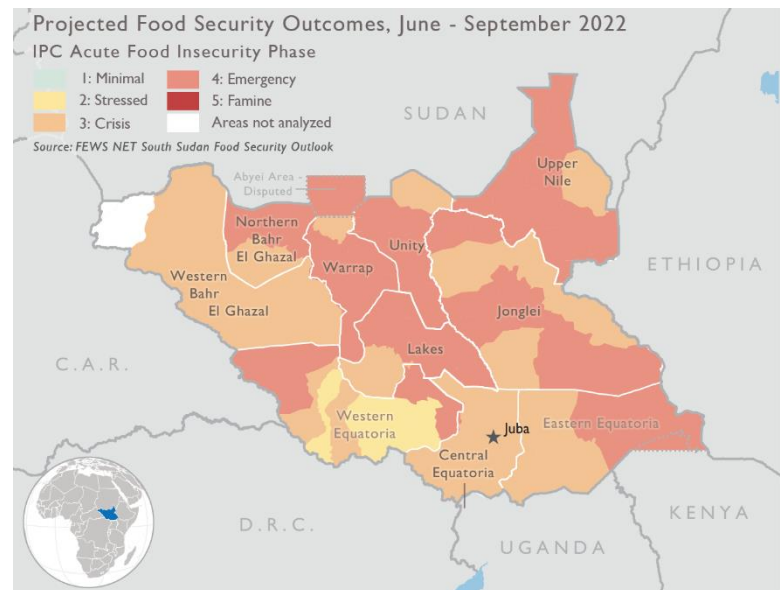 Projected Food Security Outcomes, June - September 2022
IPC Acute Food Insecurity Phase
1: Minimal
4: Emergency
2: Stressed
5: Famine
3: Crisis
Areas not analyzed
Source: FEWS NET South Sudan Food Security Outlook
SUDAN
Abyei Area -
Disputed
Upper
Nile
Northern
Bahr
El Ghazal
Unity
Warrap
ETHIOPIA
Western
Bahr
El Ghazal
Jonglei
Lakes
C.A.R.
Western
Equatoria
Juba
Eastern Equatoria
Central
Equatoria
D.R.C.
KENYA
UGANDA